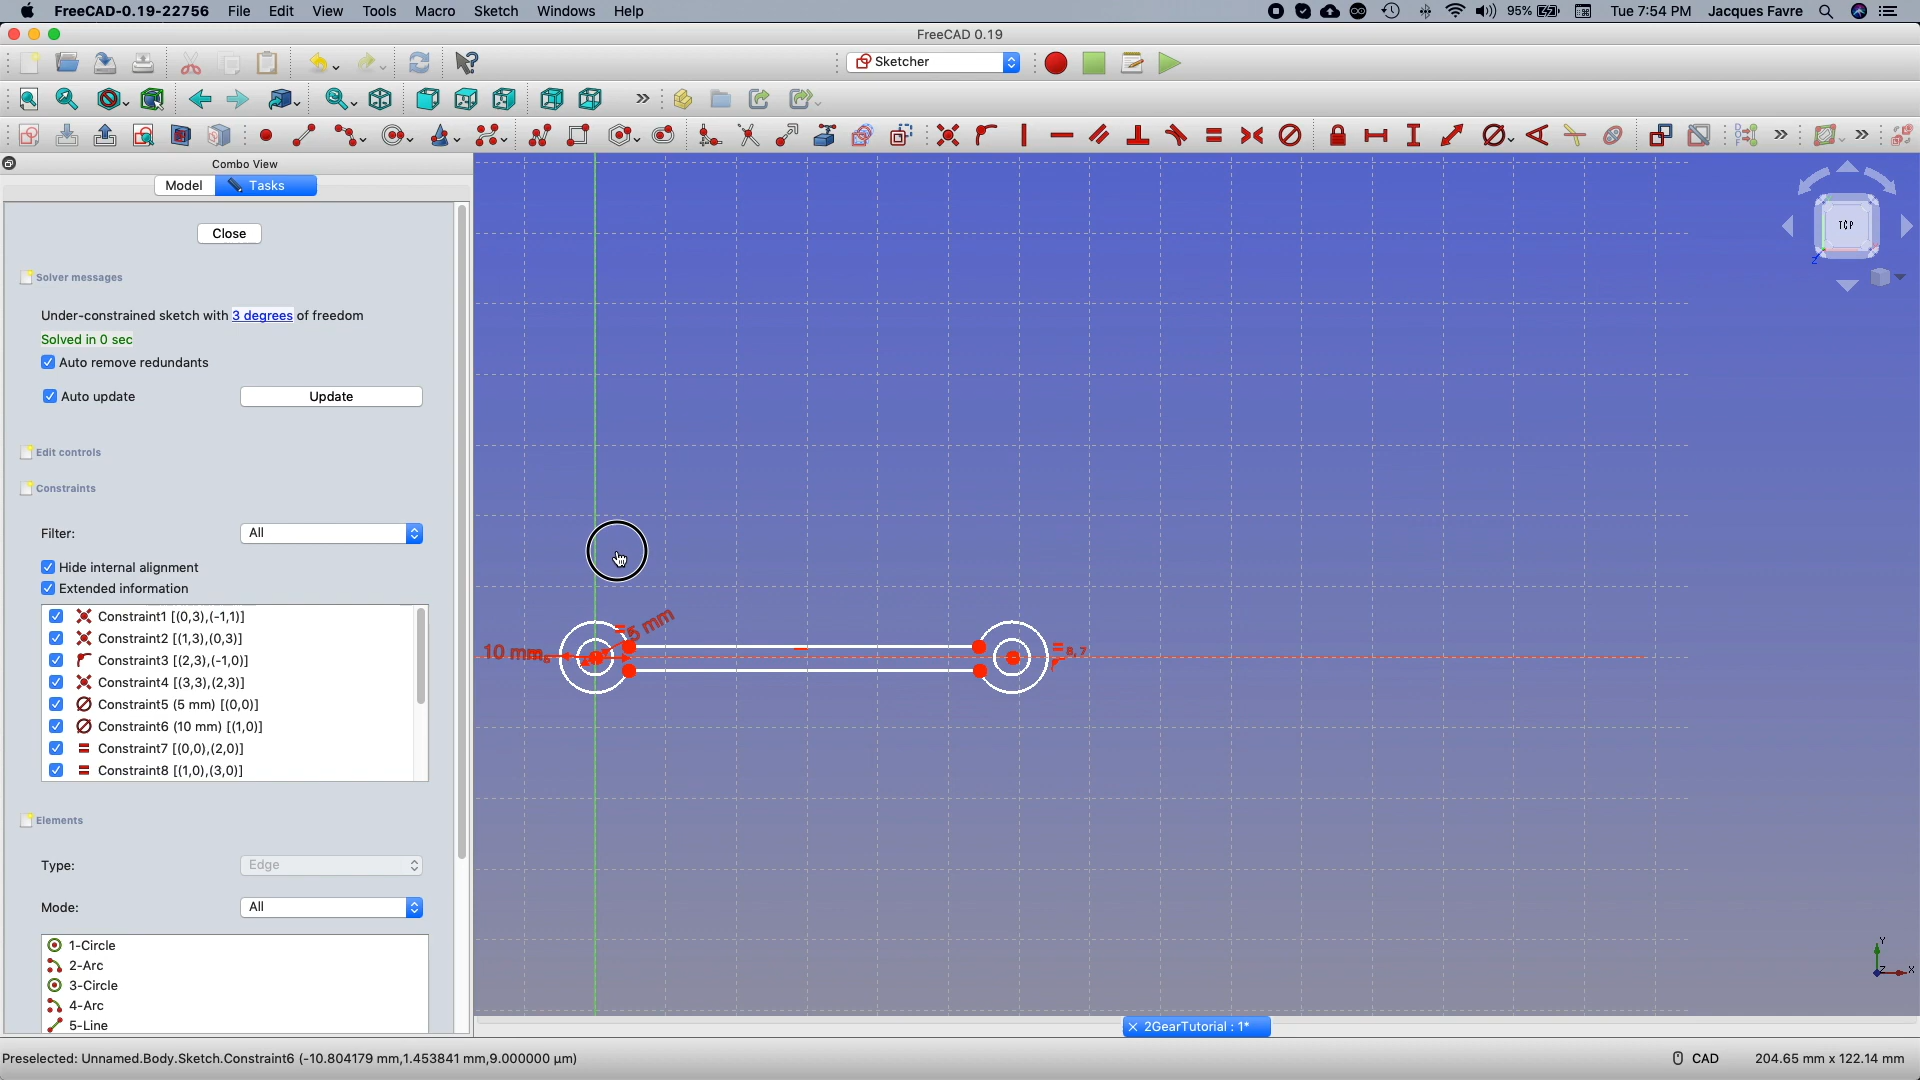 FreeCAD-0.19-22756 File Edit View Tools Macro Sketch Windows Help 95% Tue 7:54 PM Jacques Favre
FreeCAD 0.19
Sketcher
Combo View
Model Tasks
Close
Solver messages
Under-constrained sketch with 3 degrees of freedom
Solved in 0 sec
Auto remove redundants
Auto update Update
Edit controls
Constraints
Filter: All
Hide internal alignment
Extended information
Constraint1 [(0,3),(-1,1)]
Constraint2 [(1,3),(0,3)]
Constraint3 [(2,3),(-1,0)]
Constraint4 [(3,3),(2,3)]
Constraint5 (5 mm) [(0,0)]
Constraint6 (10 mm) [(1,0)]
Constraint7 [(0,0),(2,0)]
Constraint8 [(1,0),(3,0)]
Elements
Type: Edge
Mode: All
1-Circle
2-Arc
3-Circle
4-Arc
5-Line
TOP
Z
5 mm
10 mm
8, 7
Y
Z X
2GearTutorial : 1*
Preselected: Unnamed.Body.Sketch.Constraint6 (-10.804179 mm,1.453841 mm,9.000000 µm)
CAD 204.65 mm x 122.14 mm